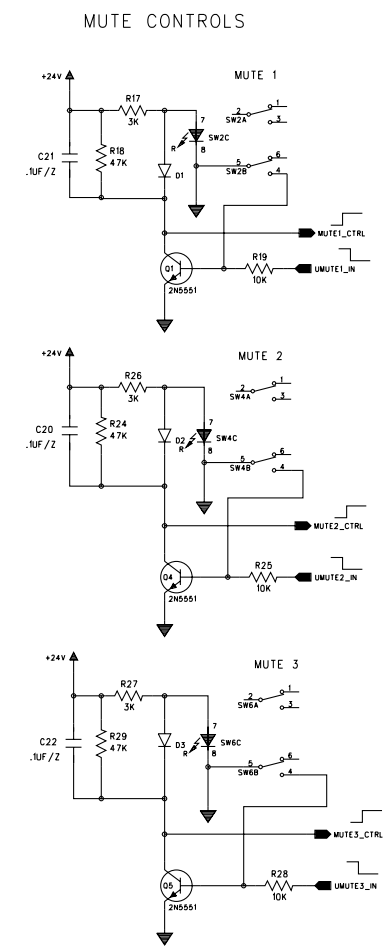 MUTE CONTROLS
+24V
MUTE 1
R17
3K
7
2
1
SW2A
3
SW2C
R18
47K
C21
.1UF/Z
R
8
5
6
SW2B
4
D1
MUTE1_CTRL
Q1
R19
10K
UMUTE1_IN
2N5551
+24V
MUTE 2
R26
3K
7
2
1
SW4A
3
R24
47K
C20
.1UF/Z
D2
R
SW4C
8
5
6
SW4B
4
MUTE2_CTRL
Q4
R25
10K
UMUTE2_IN
2N5551
+24V
MUTE 3
R27
3K
7
2
1
SW6A
3
R29
47K
C22
.1UF/Z
D3
R
SW6C
8
5
6
SW6B
4
MUTE3_CTRL
Q5
R28
10K
UMUTE3_IN
2N5551